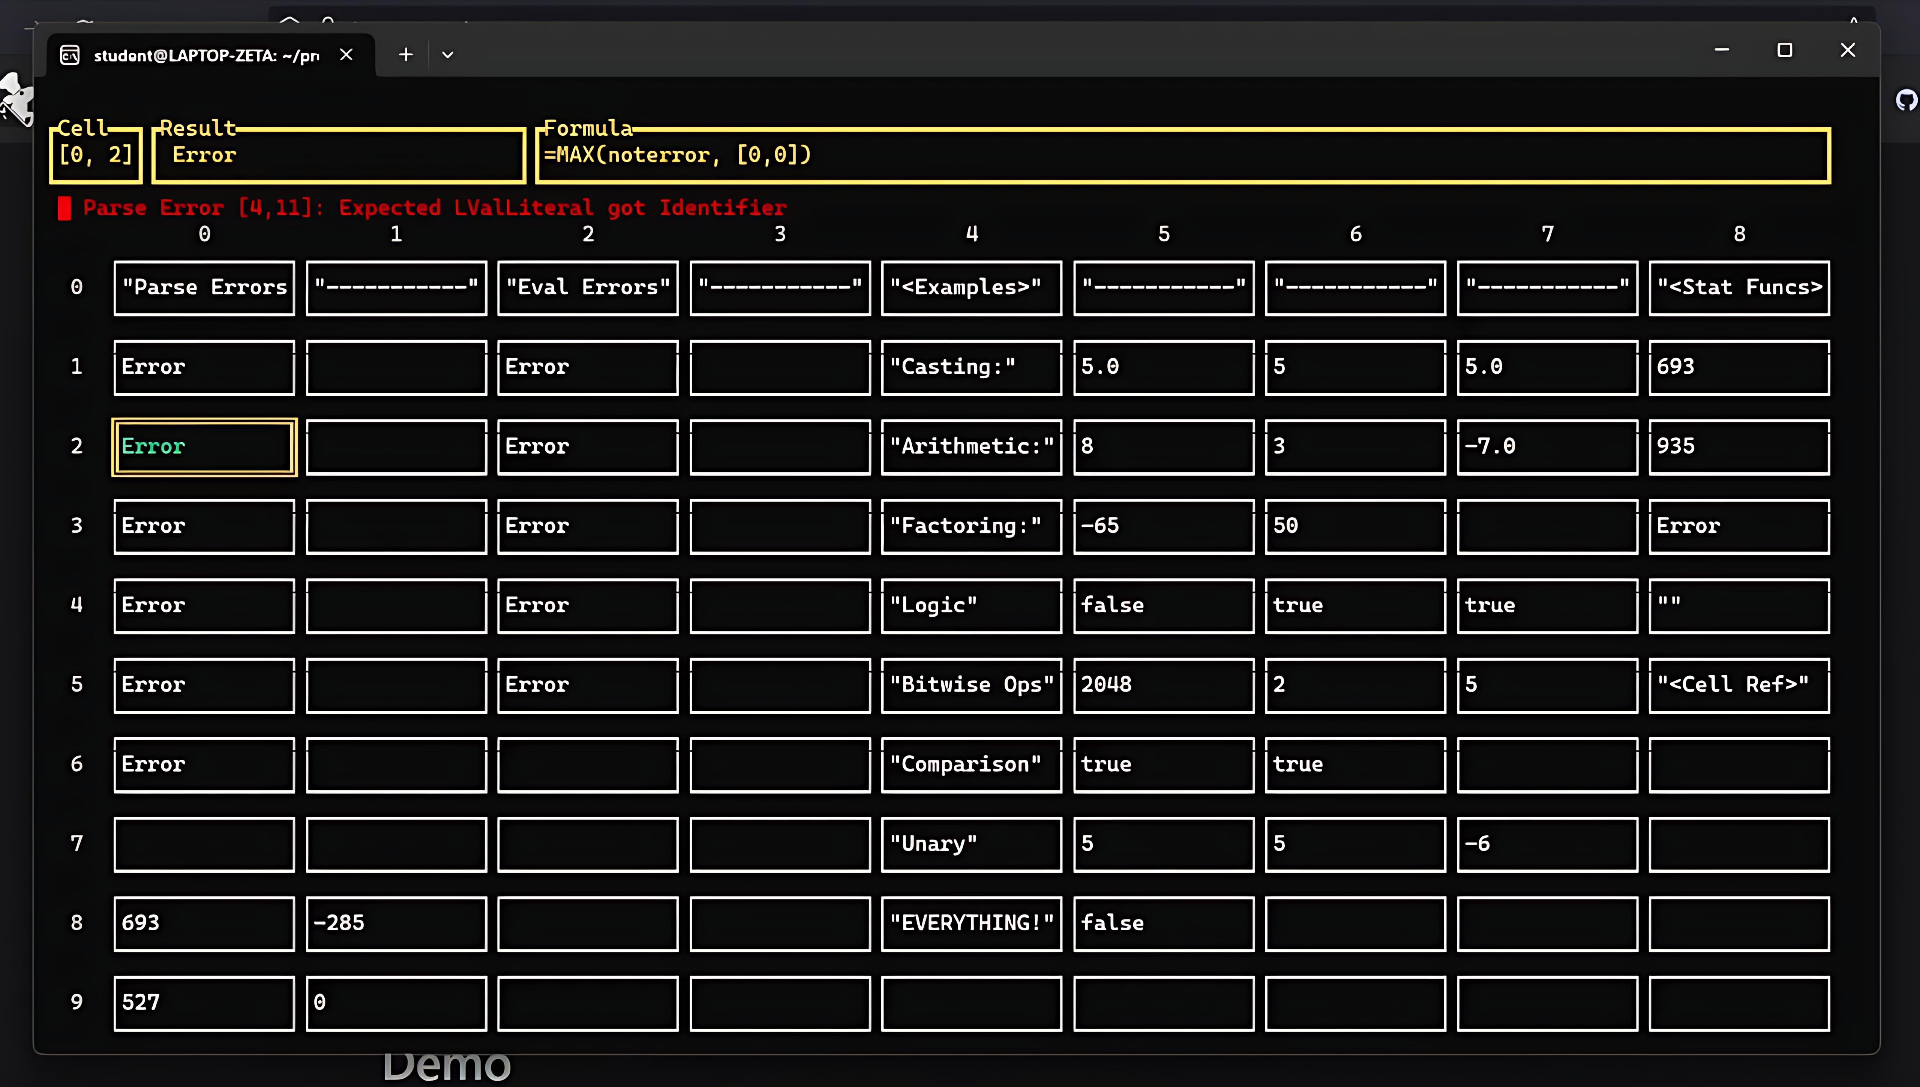 student@LAPTOP-ZETA: ~/pr
Cell Result Formula
[0, 2] Error =MAX(noterror, [0,0])
Parse Error [4,11]: Expected LValLiteral got Identifier
0 1 2 3 4 5 6 7 8
0 "Parse Errors "-----------" "Eval Errors" "-----------" "<Examples>" "-----------" "-----------" "-----------" "<Stat Funcs>
1 Error Error "Casting:" 5.0 5 5.0 693
2 Error Error "Arithmetic:" 8 3 -7.0 935
3 Error Error "Factoring:" -65 50 Error
4 Error Error "Logic" false true true ""
5 Error Error "Bitwise Ops" 2048 2 5 "<Cell Ref>"
6 Error "Comparison" true true
7 "Unary" 5 5 -6
8 693 -285 "EVERYTHING!" false
9 527 0
Demo